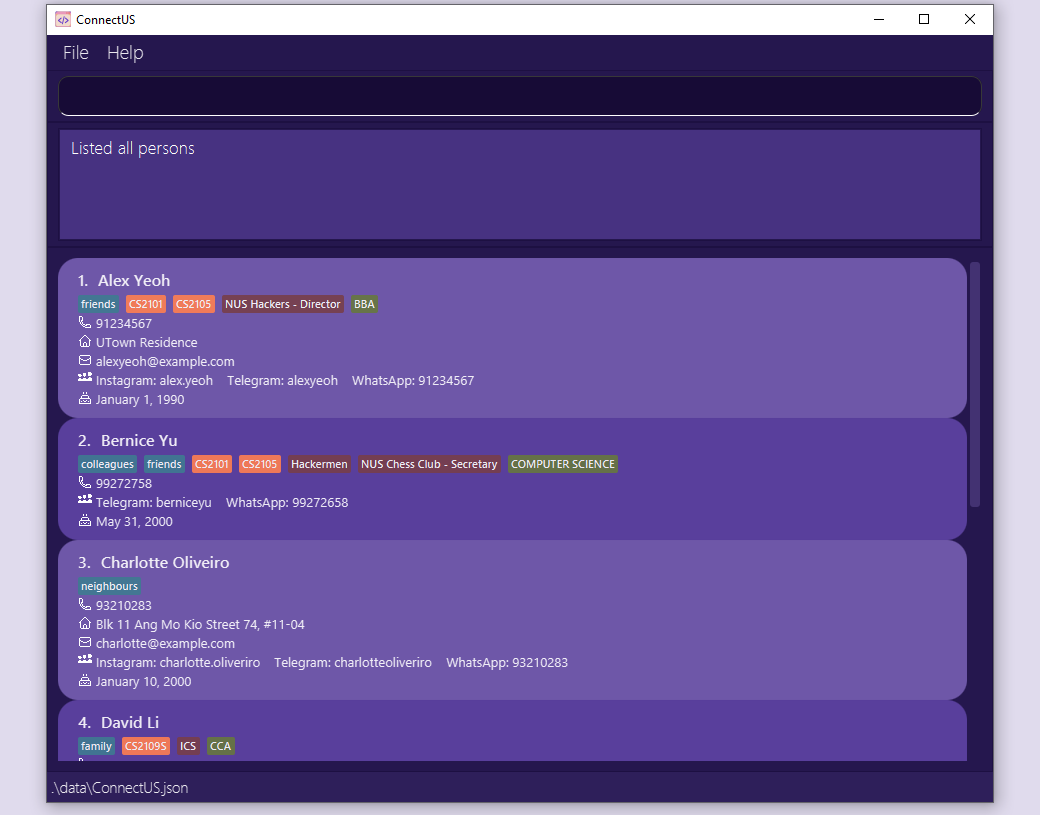 ConnectUS
File Help
Listed all persons
1. Alex Yeoh
friends CS2101 CS2105 NUS Hackers - Director BBA
91234567
UTown Residence
alexyeoh@example.com
Instagram: alex.yeoh Telegram: alexyeoh WhatsApp: 91234567
January 1, 1990
2. Bernice Yu
colleagues friends CS2101 CS2105 Hackermen NUS Chess Club - Secretary COMPUTER SCIENCE
99272758
Telegram: berniceyu WhatsApp: 99272658
May 31, 2000
3. Charlotte Oliveiro
neighbours
93210283
Blk 11 Ang Mo Kio Street 74, #11-04
charlotte@example.com
Instagram: charlotte.oliveriro Telegram: charlotteoliveriro WhatsApp: 93210283
January 10, 2000
4. David Li
family CS2109S ICS CCA
.\data\ConnectUS.json